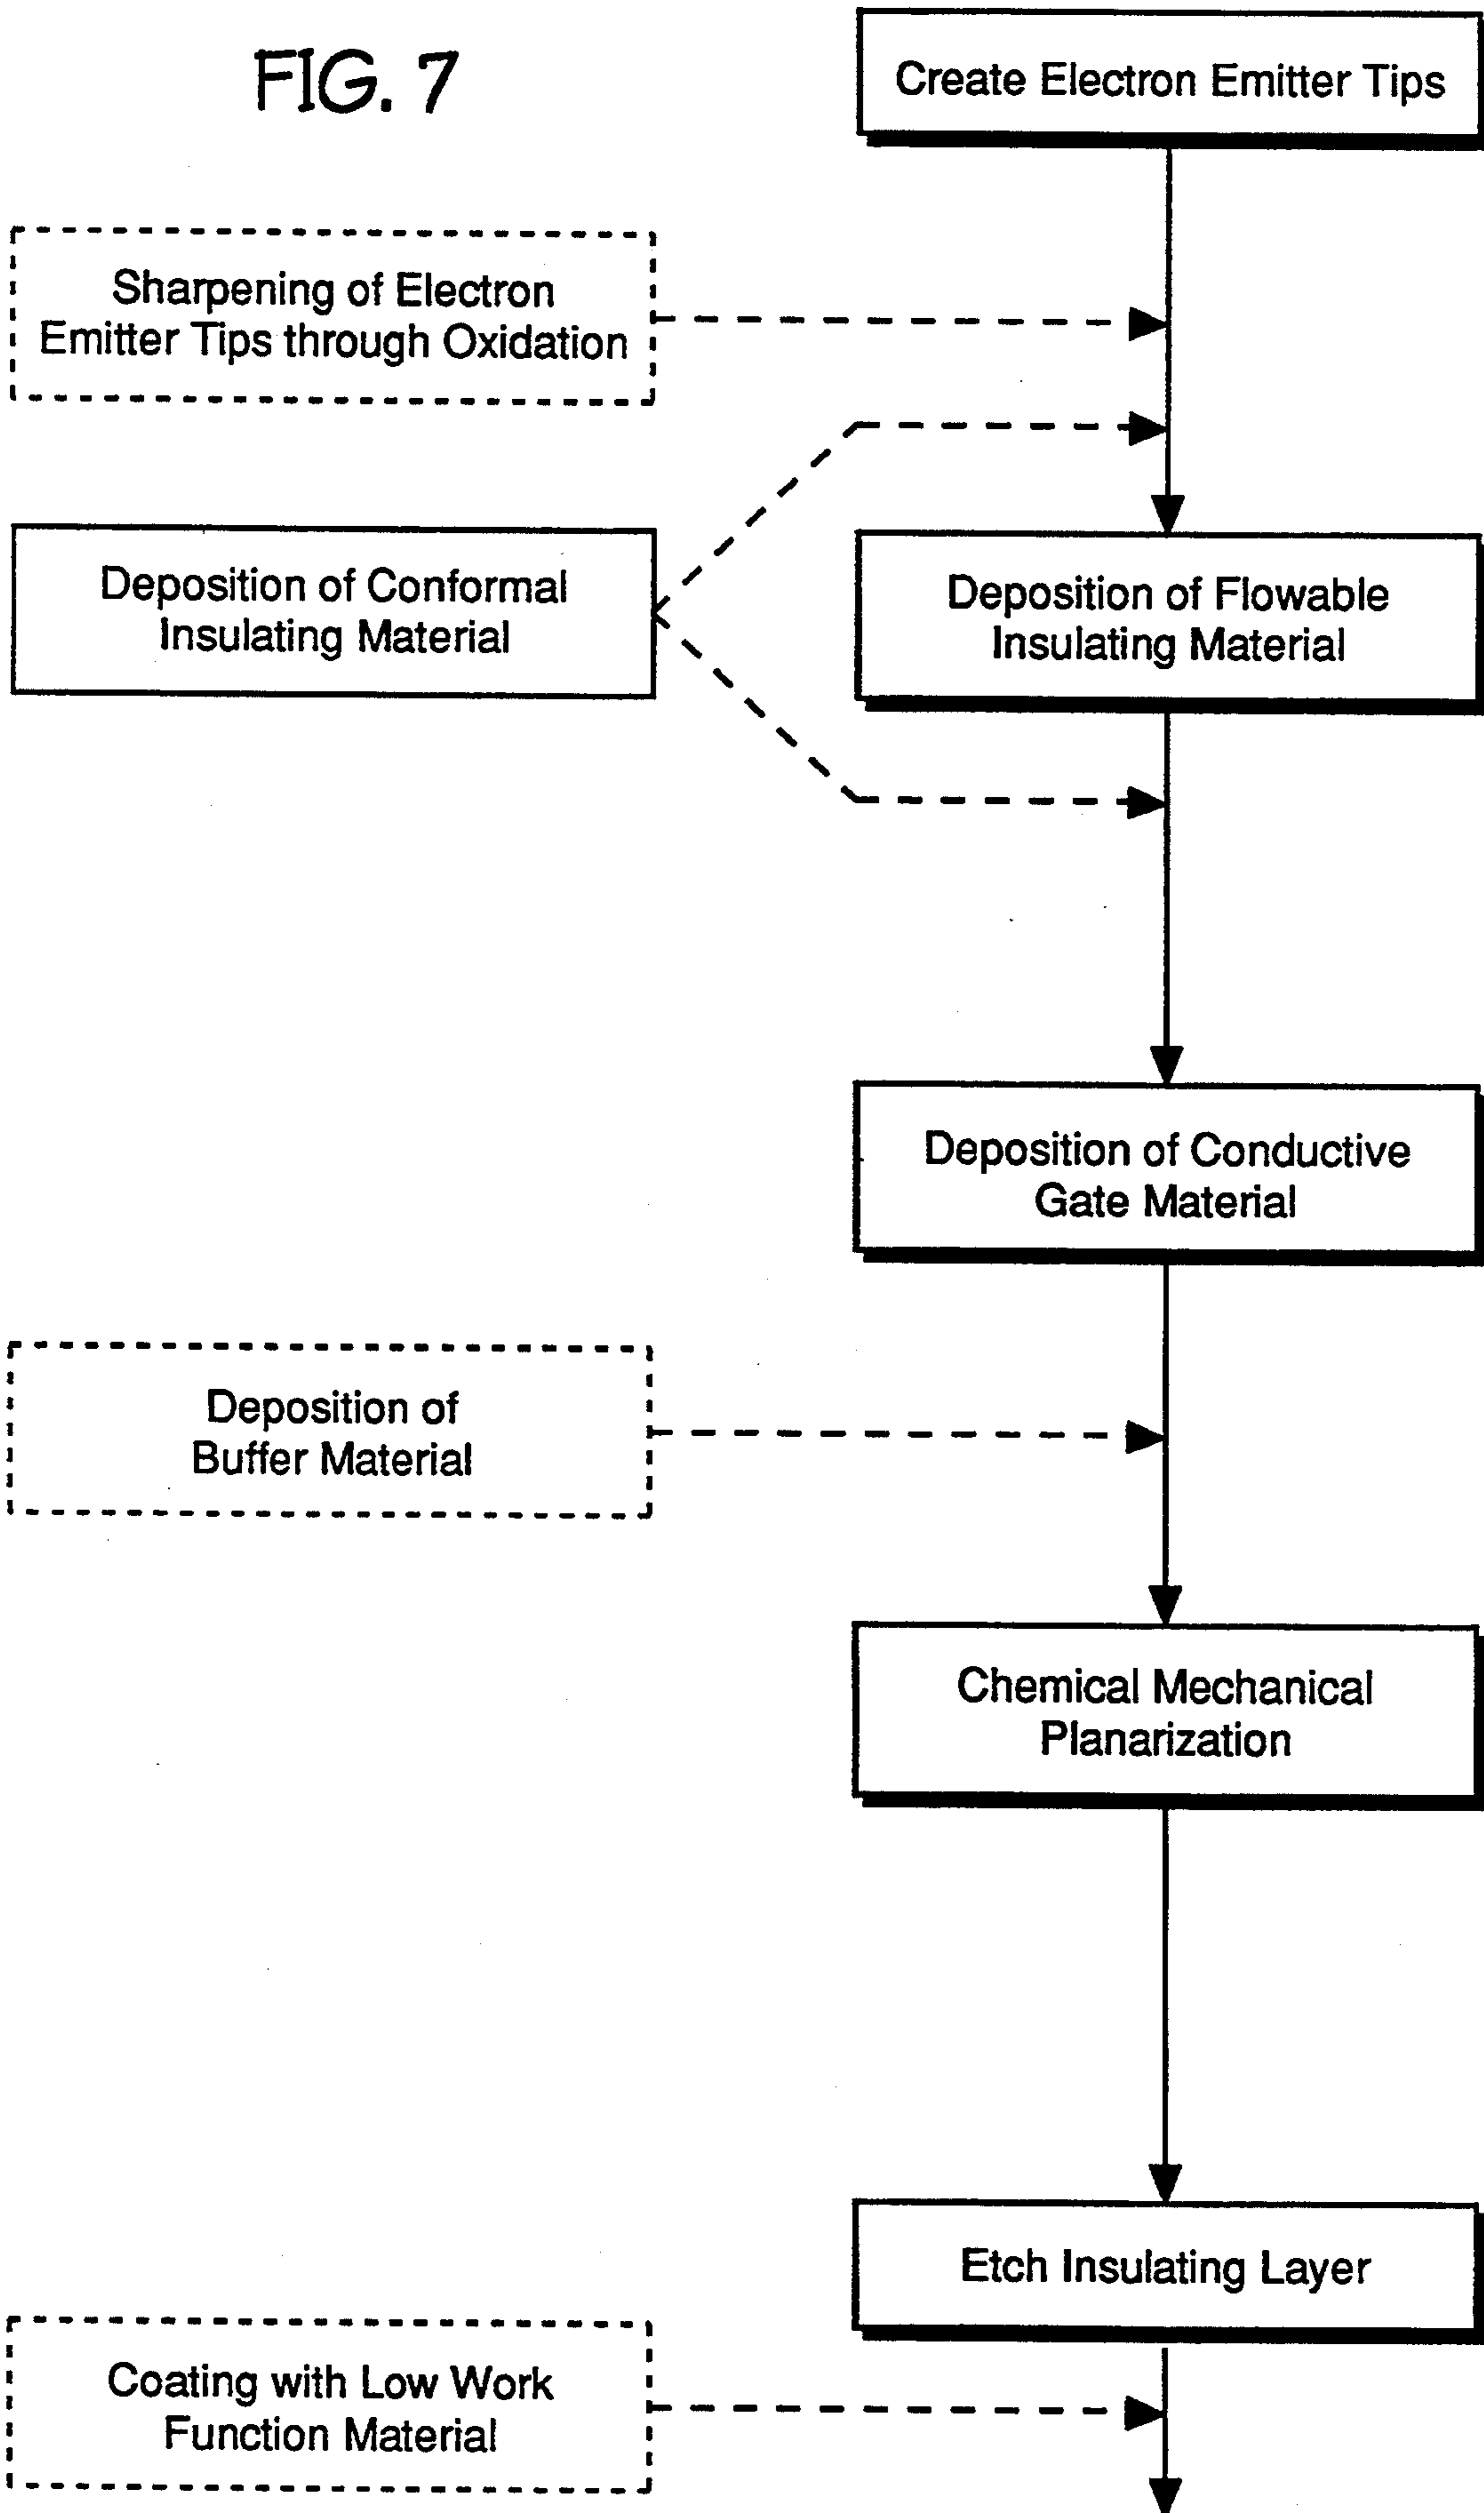 FIG. 7
Create Electron Emitter Tips
Sharpening of Electron
Emitter Tips through Oxidation
Deposition of Conformal
Insulating Material
Deposition of Flowable
Insulating Material
Deposition of Conductive
Gate Material
Deposition of
Buffer Material
Chemical Mechanical
Planarization
Etch Insulating Layer
Coating with Low Work
Function Material